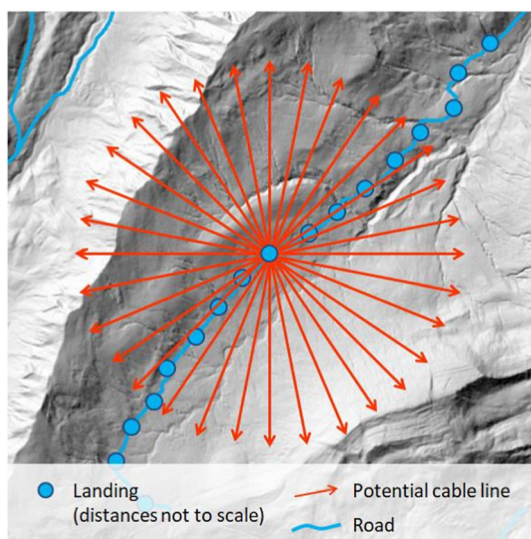 Landing
(distances not to scale)
Potential cable line
Road